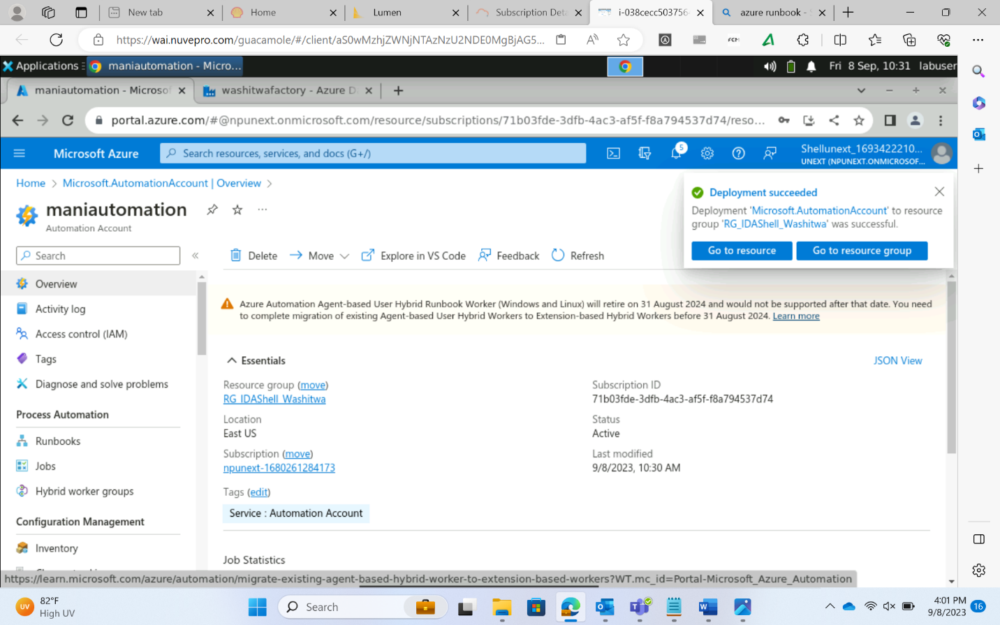 New tab
Home
Lumen
Subscription Deta
i-038cecc503756
azure runbook -
https://wai.nuvepro.com/guacamole/#/client/aS0wMzhjZWNjNTAzNzU2NDE0MgBjAG5...
Applications
maniautomation - Micro...
Fri 8 Sep, 10:31 labuser
maniautomation - Microsof
washitwafactory - Azure D
portal.azure.com/#@npunext.onmicrosoft.com/resource/subscriptions/71b03fde-3dfb-4ac3-af5f-f8a794537d74/reso...
Microsoft Azure
Search resources, services, and docs (G+/)
5
Shellunext_1693422210...
UNEXT (NPUNEXT.ONMICROSOF...
Home > Microsoft.AutomationAccount | Overview >
maniautomation
Automation Account
Deployment succeeded
Deployment 'Microsoft.AutomationAccount' to resource
group 'RG_IDAShell_Washitwa' was successful.
Go to resource
Go to resource group
Search
Delete
Move
Explore in VS Code
Feedback
Refresh
Overview
Activity log
Access control (IAM)
Tags
Diagnose and solve problems
Process Automation
Runbooks
Jobs
Hybrid worker groups
Configuration Management
Inventory
Azure Automation Agent-based User Hybrid Runbook Worker (Windows and Linux) will retire on 31 August 2024 and would not be supported after that date. You need
to complete migration of existing Agent-based User Hybrid Workers to Extension-based Hybrid Workers before 31 August 2024. Learn more
Essentials
JSON View
Resource group (move)
RG_IDAShell_Washitwa
Location
East US
Subscription (move)
npunext-1680261284173
Subscription ID
71b03fde-3dfb-4ac3-af5f-f8a794537d74
Status
Active
Last modified
9/8/2023, 10:30 AM
Tags (edit)
Service : Automation Account
Job Statistics
https://learn.microsoft.com/azure/automation/migrate-existing-agent-based-hybrid-worker-to-extension-based-workers?WT.mc_id=Portal-Microsoft_Azure_Automation
UV
82°F
High UV
Search
4:01 PM
9/8/2023
16